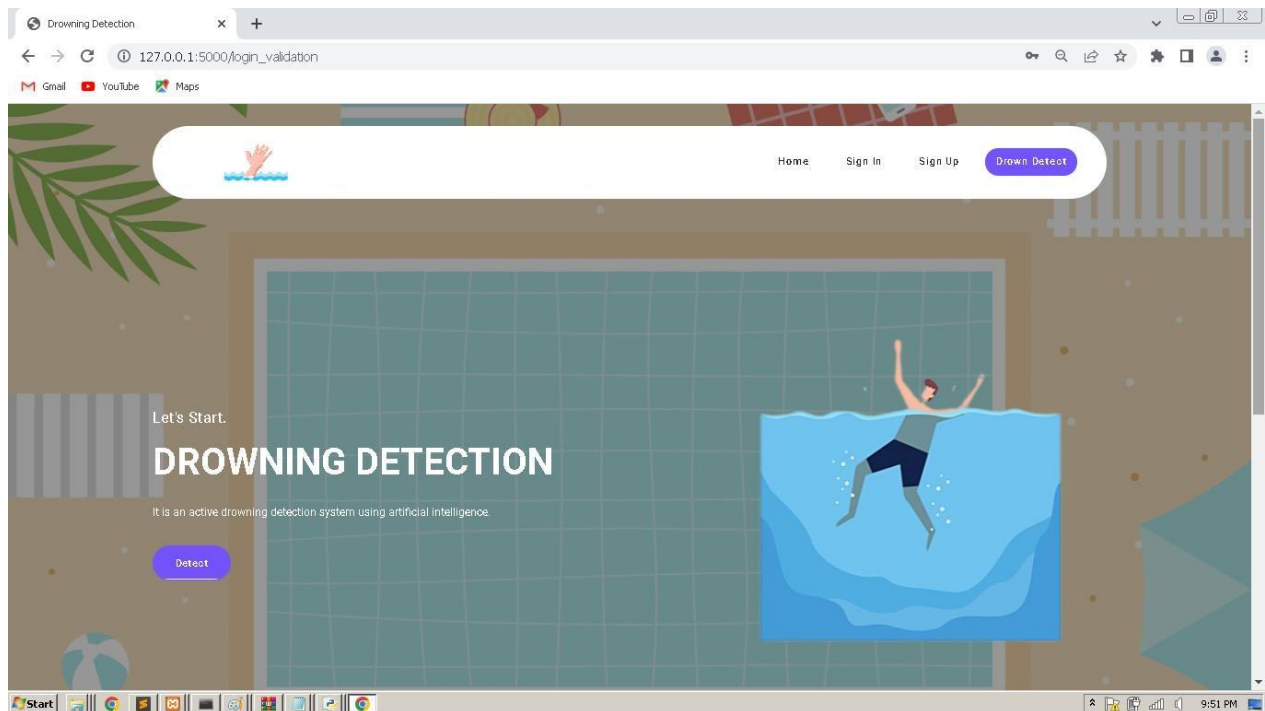 Drowning Detection
127.0.0.1:5000/login_validation
Gmail YouTube Maps
Home Sign In Sign Up Drown Detect
Let's Start.
DROWNING DETECTION
It is an active drowning detection system using artificial intelligence.
Detect
Start 9:51 PM